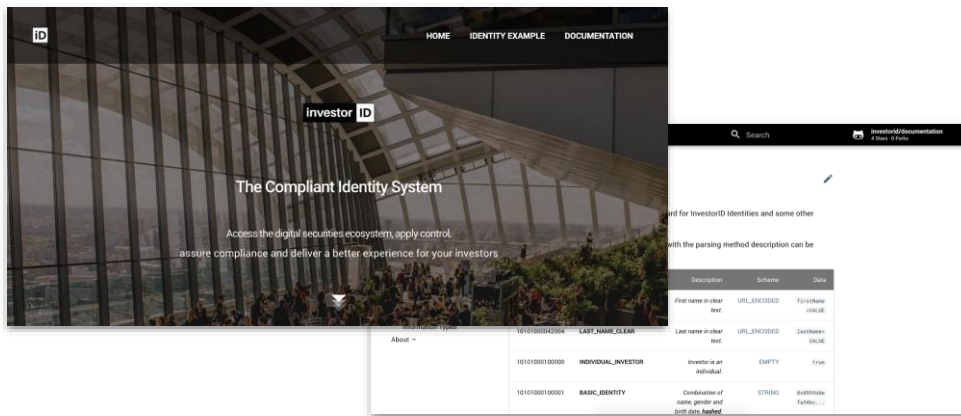 iD
HOME IDENTITY EXAMPLE DOCUMENTATION
investor ID
The Compliant Identity System
Access the digital securities ecosystem, apply control,
assure compliance and deliver a better experience for your investors
Search
investorid/documentation
4 Stars · 0 Forks
ard for InvestorID Identities and some other
with the parsing method description can be
Description Scheme Data
First name in clear text. URL_ENCODED firstName=VALUE
Information Types
About
10101000042004 LAST_NAME_CLEAR Last name in clear text. URL_ENCODED lastName=VALUE
10101000100000 INDIVIDUAL_INVESTOR Investor is an individual. EMPTY true
10101000100001 BASIC_IDENTITY Combination of name, gender and birth date, hashed. STRING